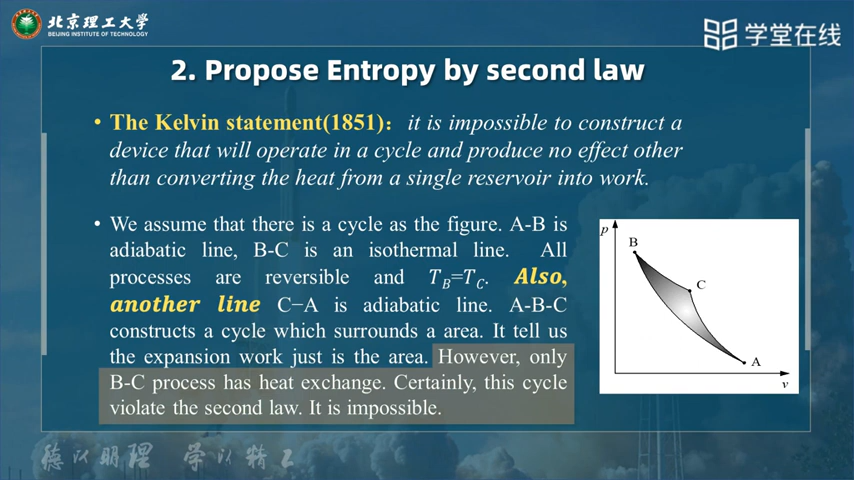 北京理工大学
BEIJING INSTITUTE OF TECHNOLOGY
学堂在线
2. Propose Entropy by second law
• The Kelvin statement(1851)：it is impossible to construct a
device that will operate in a cycle and produce no effect other
than converting the heat from a single reservoir into work.
• We assume that there is a cycle as the figure. A-B is
adiabatic line, B-C is an isothermal line. All
processes are reversible and T_B=T_C. Also,
another line C−A is adiabatic line. A-B-C
constructs a cycle which surrounds a area. It tell us
the expansion work just is the area. However, only
B-C process has heat exchange. Certainly, this cycle
violate the second law. It is impossible.
p
B
C
A
v
德以明理 学以精工